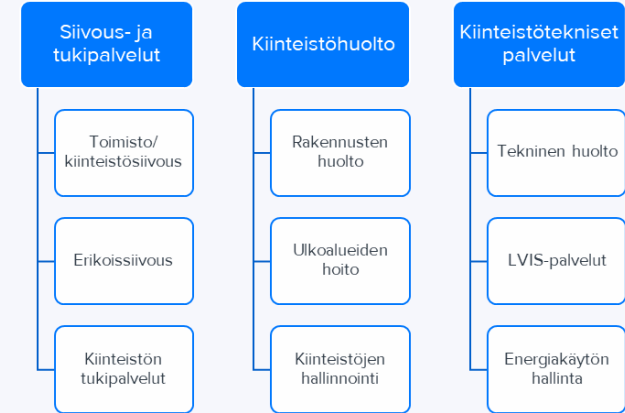 Siivous- ja
tukipalvelut
Toimisto/
kiinteistösiivous
Erikoissiivous
Kiinteistön
tukipalvelut
Kiinteistöhuolto
Rakennusten
huolto
Ulkoalueiden
hoito
Kiinteistöjen
hallinnointi
Kiinteistötekniset
palvelut
Tekninen huolto
LVIS-palvelut
Energiakäytön
hallinta